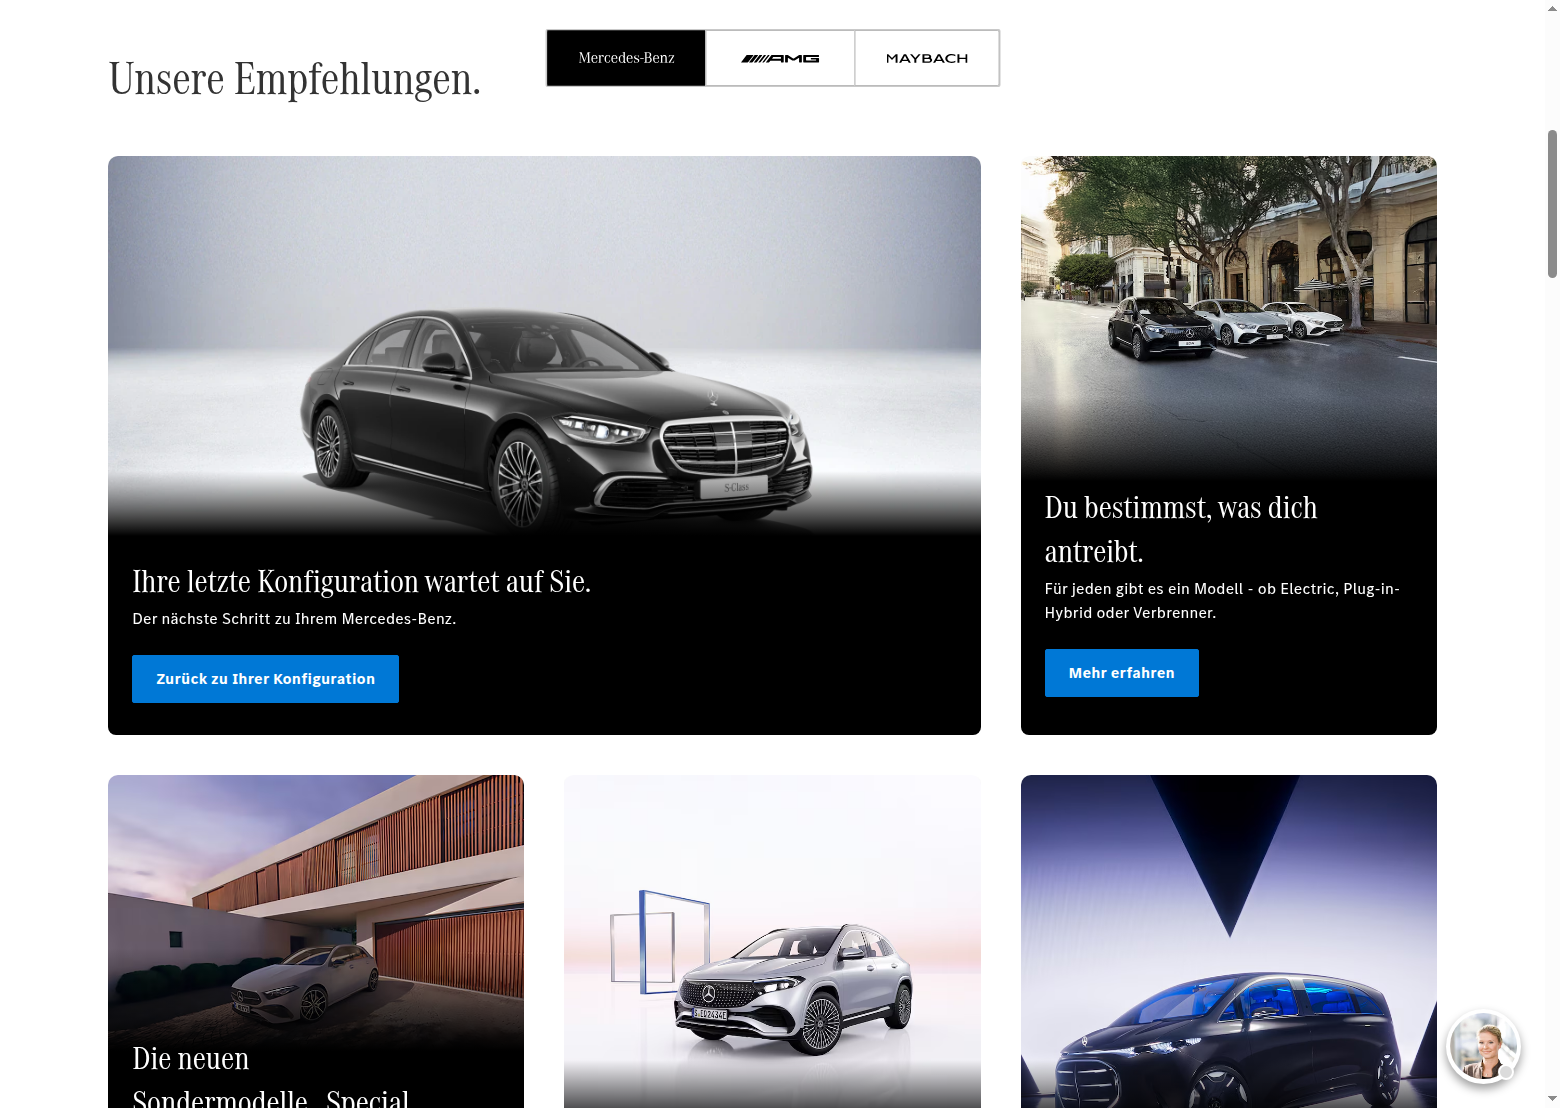 Unsere Empfehlungen.
Mercedes-Benz
AMG
MAYBACH
S-Class
Ihre letzte Konfiguration wartet auf Sie.
Der nächste Schritt zu Ihrem Mercedes-Benz.
Zurück zu Ihrer Konfiguration
Du bestimmst, was dich
antreibt.
Für jeden gibt es ein Modell - ob Electric, Plug-in-
Hybrid oder Verbrenner.
Mehr erfahren
Die neuen
Sondermodelle. Special